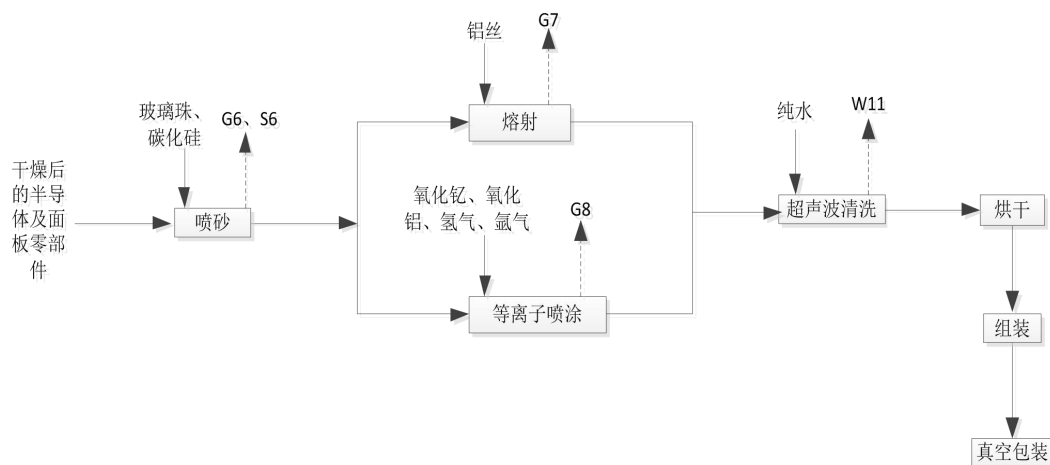 铝丝
G7
熔射
玻璃珠、
碳化硅
G6、S6
干燥后
的半导
体及面
板零部
件
喷砂
氧化钇、氧化
铝、氢气、氩气
G8
等离子喷涂
纯水
W11
超声波清洗
烘干
组装
真空包装